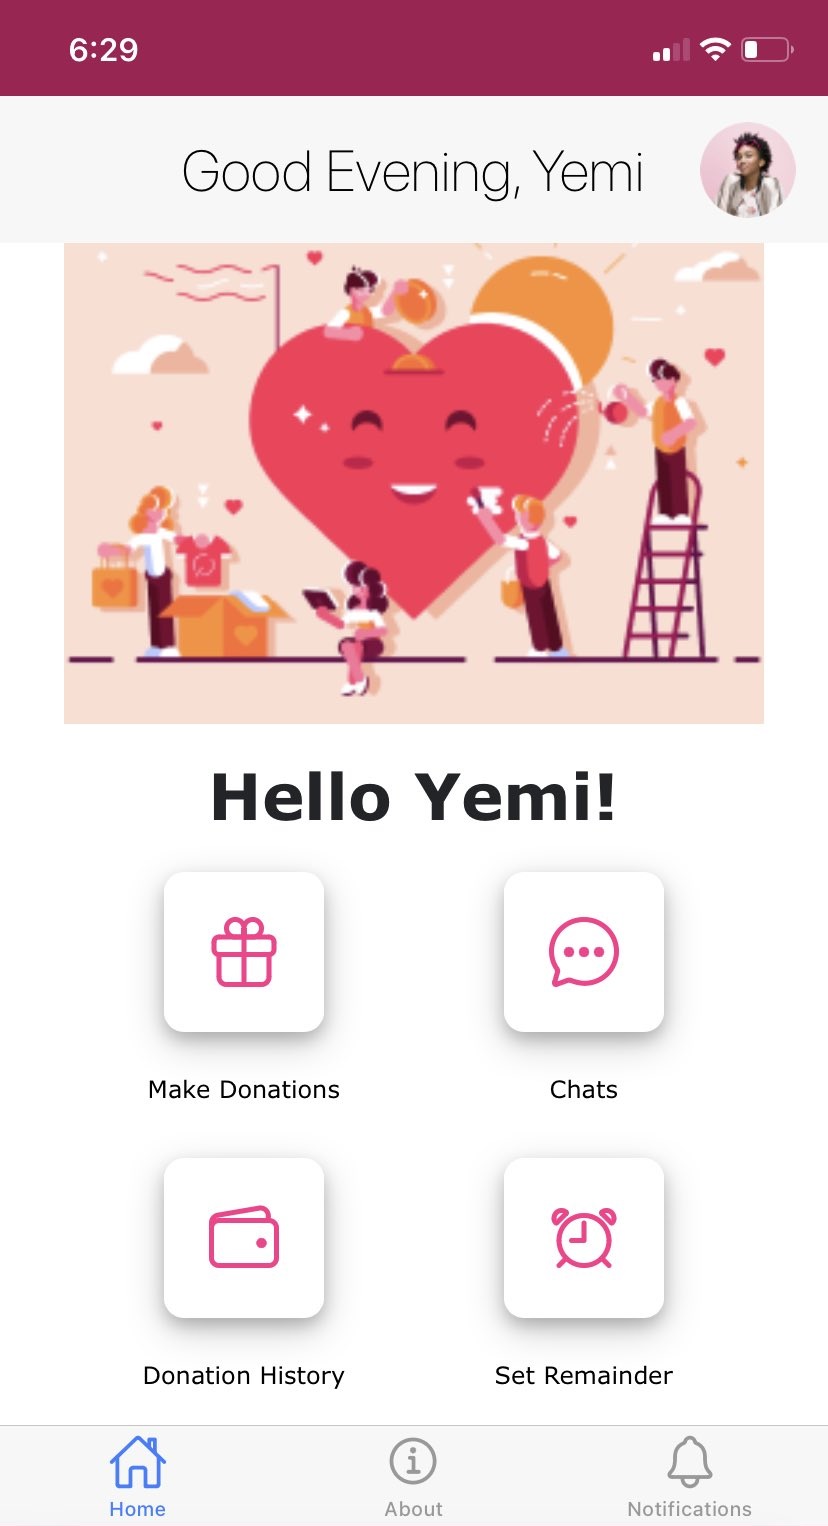 6:29
Good Evening, Yemi
Hello Yemi!
Make Donations
Chats
Donation History
Set Remainder
Home
About
Notifications